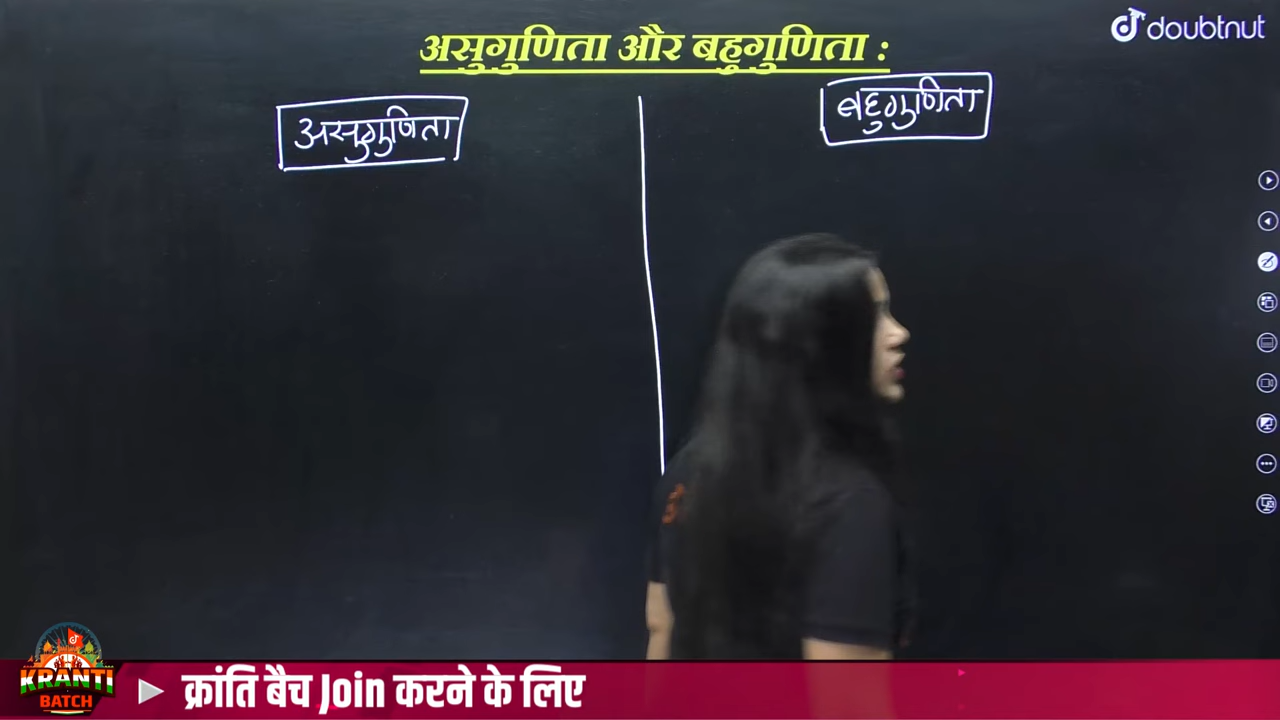 असुगुणिता और बहुगुणिता :
doubtnut
असुगुणिता
बहुगुणिता
KRANTI
BATCH
क्रांति बैच Join करने के लिए